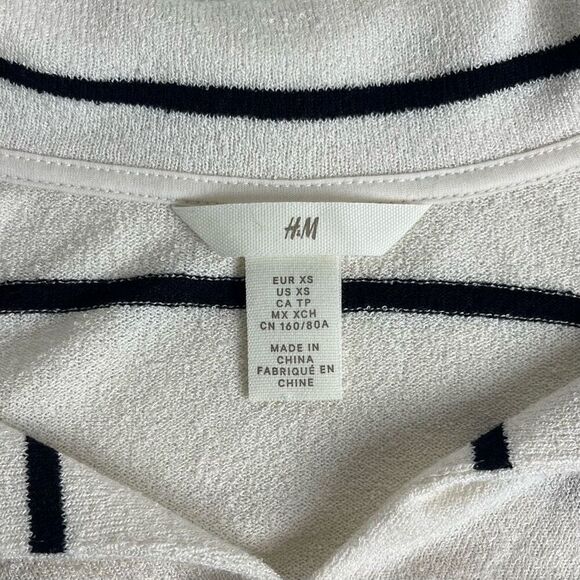 H&M
EUR XS
US XS
CA TP
MX XCH
CN 160/80A
MADE IN
CHINA
FABRIQUÉ EN
CHINE